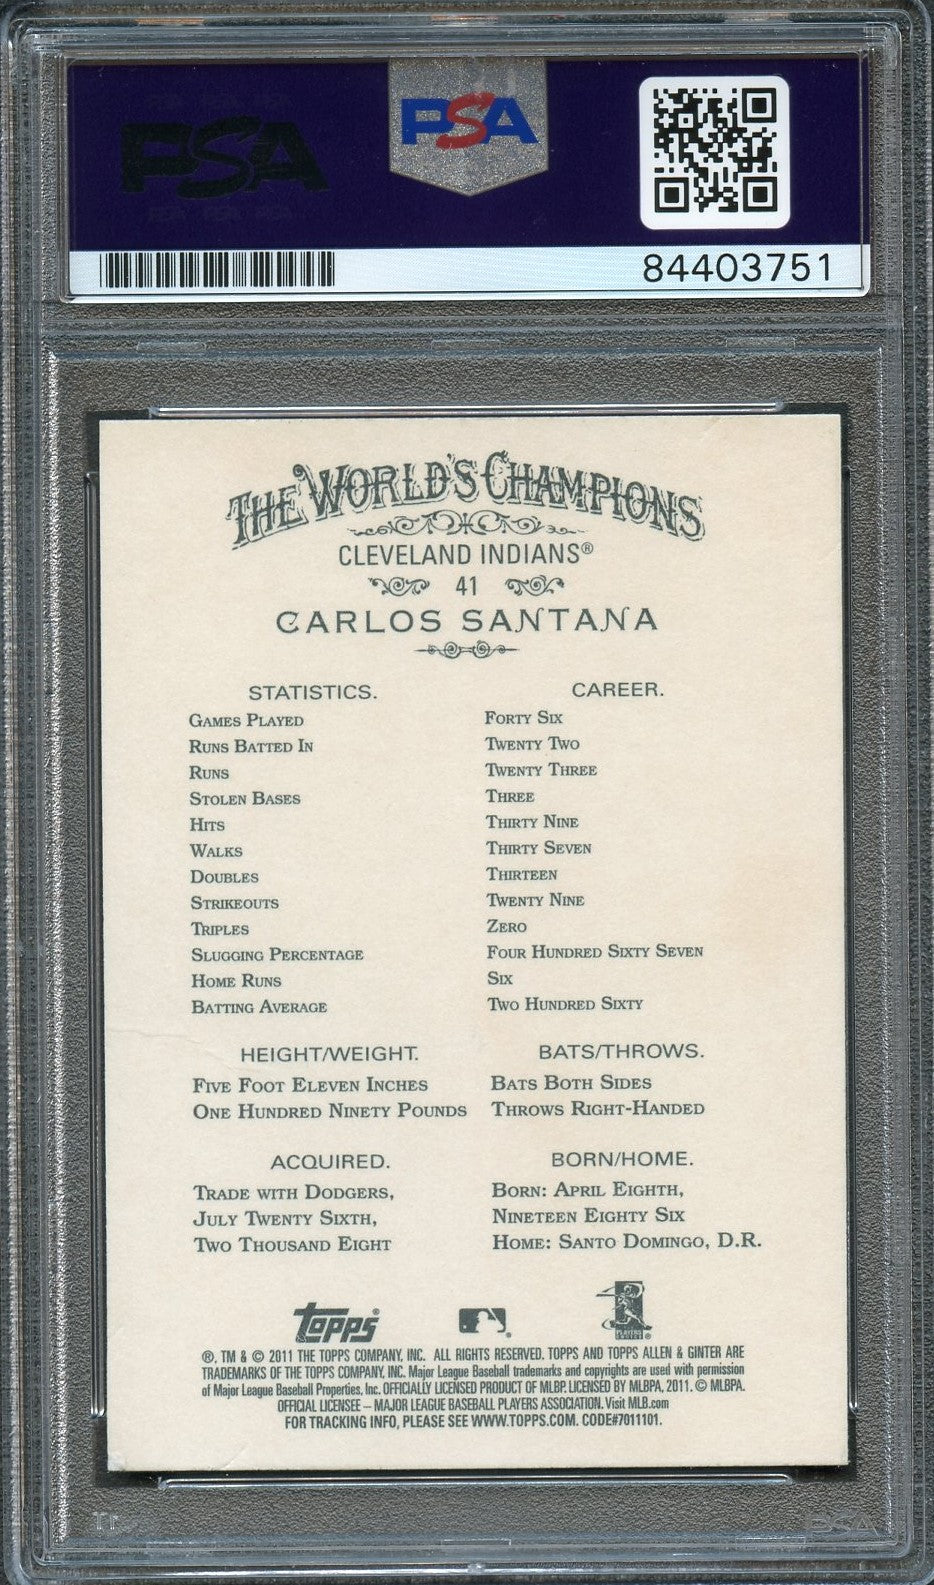 PSA
PSA
84403751
THE WORLD'S CHAMPIONS
CLEVELAND INDIANS®
41
CARLOS SANTANA
STATISTICS. CAREER.
GAMES PLAYED FORTY SIX
RUNS BATTED IN TWENTY TWO
RUNS TWENTY THREE
STOLEN BASES THREE
HITS THIRTY NINE
WALKS THIRTY SEVEN
DOUBLES THIRTEEN
STRIKEOUTS TWENTY NINE
TRIPLES ZERO
SLUGGING PERCENTAGE FOUR HUNDRED SIXTY SEVEN
HOME RUNS SIX
BATTING AVERAGE TWO HUNDRED SIXTY
HEIGHT/WEIGHT. BATS/THROWS.
FIVE FOOT ELEVEN INCHES BATS BOTH SIDES
ONE HUNDRED NINETY POUNDS THROWS RIGHT-HANDED
ACQUIRED. BORN/HOME.
TRADE WITH DODGERS, BORN: APRIL EIGHTH,
JULY TWENTY SIXTH, NINETEEN EIGHTY SIX
TWO THOUSAND EIGHT HOME: SANTO DOMINGO, D.R.
Topps®
®, TM & © 2011 THE TOPPS COMPANY, INC. ALL RIGHTS RESERVED. TOPPS AND TOPPS ALLEN & GINTER ARE
TRADEMARKS OF THE TOPPS COMPANY, INC. Major League Baseball trademarks and copyrights are used with permission
of Major League Baseball Properties, Inc. OFFICIALLY LICENSED PRODUCT OF MLBP. LICENSED BY MLBPA, 2011. © MLBPA.
OFFICIAL LICENSEE – MAJOR LEAGUE BASEBALL PLAYERS ASSOCIATION. Visit MLB.com
FOR TRACKING INFO, PLEASE SEE WWW.TOPPS.COM. CODE#7011101.
PSA